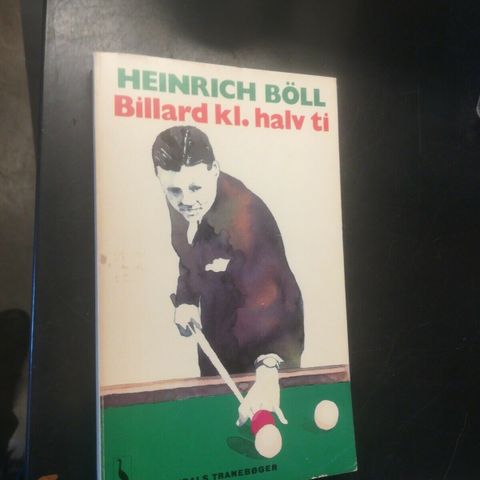 HEINRICH BÖLL
Billard kl. halv ti
TRANEBØGER